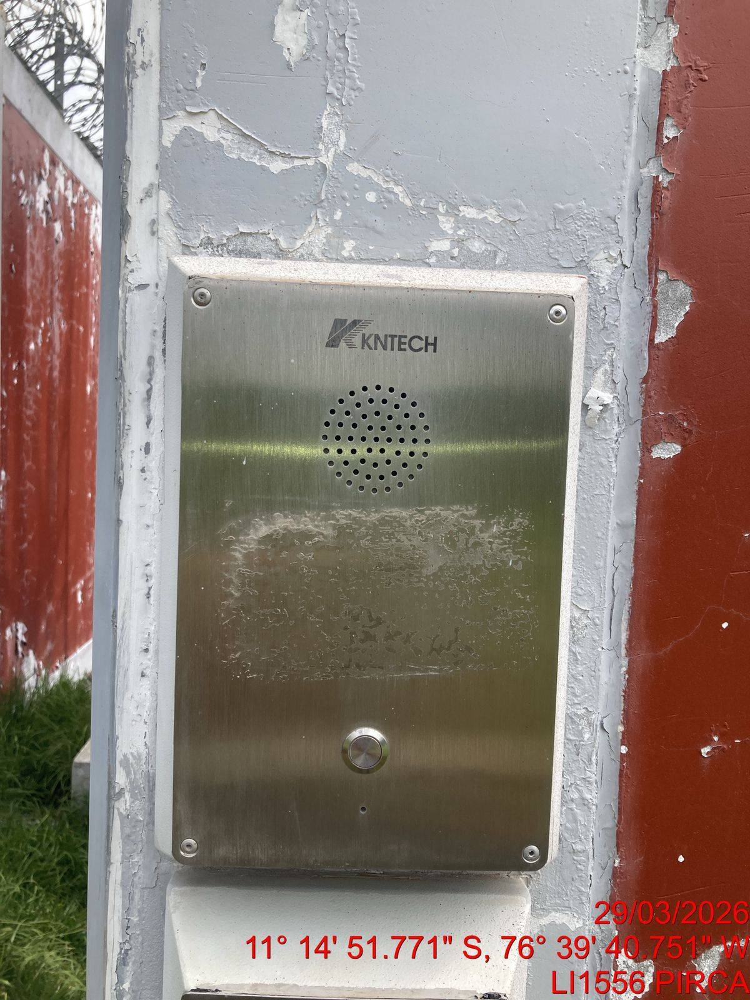 KNTECH
29/03/2026
11° 14' 51.771" S, 76° 39' 40.751" W
LI1556 PIRCA